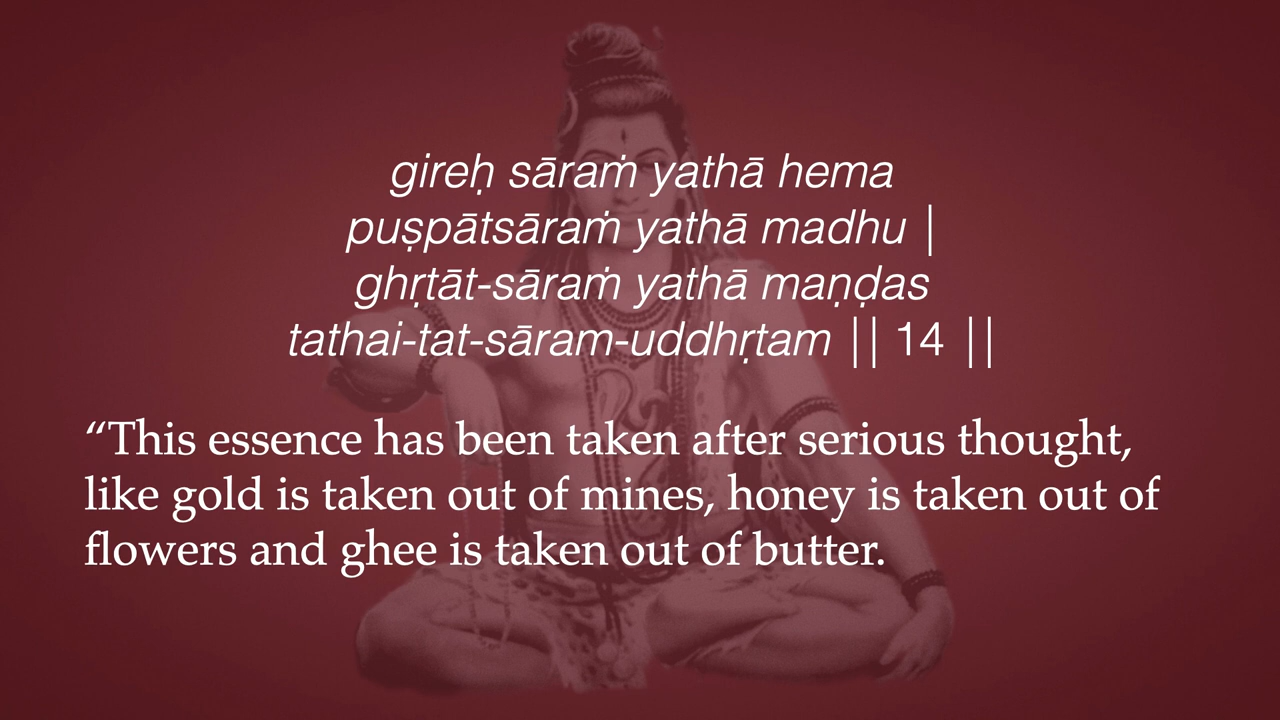 gireḥ sāraṁ yathā hema
puṣpātsāraṁ yathā madhu |
ghṛtāt-sāraṁ yathā maṇḍas
tathai-tat-sāram-uddhṛtam || 14 ||
“This essence has been taken after serious thought,
like gold is taken out of mines, honey is taken out of
flowers and ghee is taken out of butter.